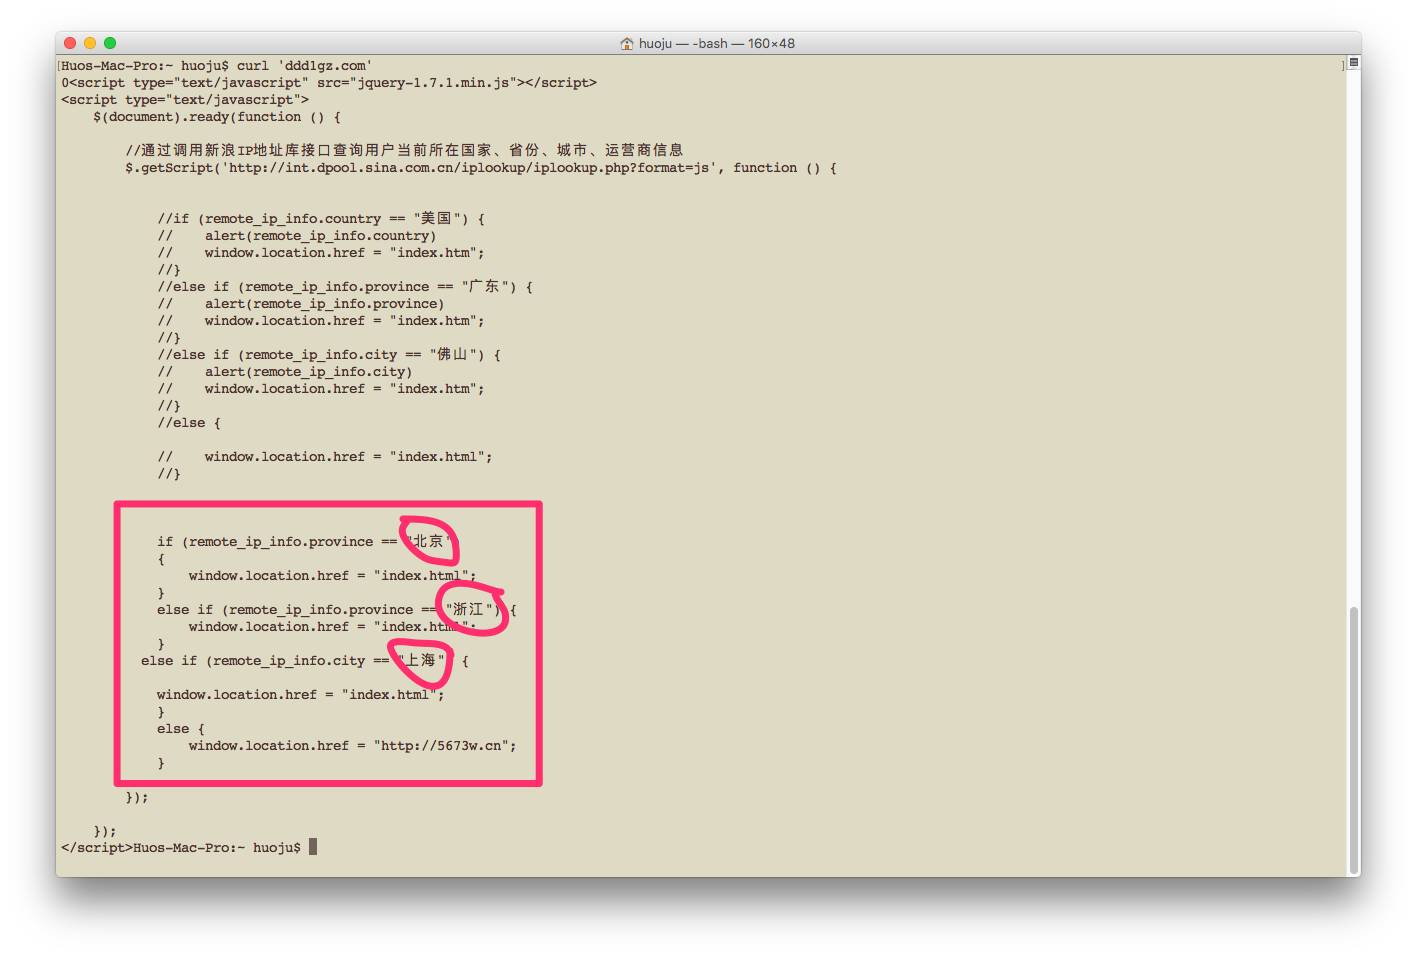 huoju — -bash — 160×48
Huos-Mac-Pro:~ huoju$ curl 'ddd1gz.com'
0<script type="text/javascript" src="jquery-1.7.1.min.js"></script>
<script type="text/javascript">
$(document).ready(function () {
//通过调用新浪IP地址库接口查询用户当前所在国家、省份、城市、运营商信息
$.getScript('http://int.dpool.sina.com.cn/iplookup/iplookup.php?format=js', function () {
//if (remote_ip_info.country == "美国") {
// alert(remote_ip_info.country)
// window.location.href = "index.htm";
//}
//else if (remote_ip_info.province == "广东") {
// alert(remote_ip_info.province)
// window.location.href = "index.htm";
//}
//else if (remote_ip_info.city == "佛山") {
// alert(remote_ip_info.city)
// window.location.href = "index.htm";
//}
//else {
// window.location.href = "index.html";
//}
if (remote_ip_info.province == "北京")
{
window.location.href = "index.html";
}
else if (remote_ip_info.province == "浙江") {
window.location.href = "index.html";
}
else if (remote_ip_info.city == "上海") {
window.location.href = "index.html";
}
else {
window.location.href = "http://5673w.cn";
}
});
});
</script>Huos-Mac-Pro:~ huoju$